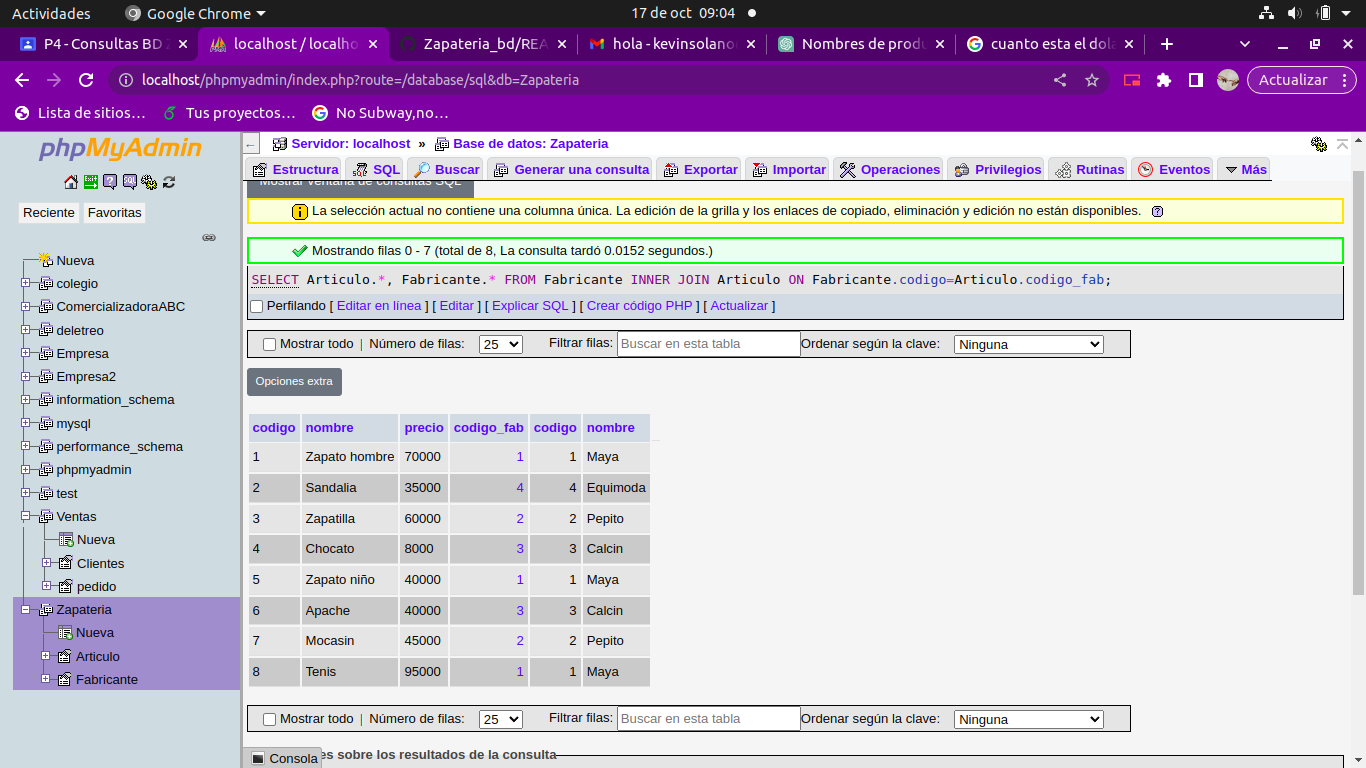 Actividades Google Chrome 17 de oct 09:04
P4 - Consultas BD Z localhost / localho Zapateria_bd/REA hola - kevinsolano Nombres de produ cuanto esta el dola
localhost/phpmyadmin/index.php?route=/database/sql&db=Zapateria Actualizar
Lista de sitios… Tus proyectos… No Subway,no…
phpMyAdmin
Reciente Favoritas
Nueva
colegio
ComercializadoraABC
deletreo
Empresa
Empresa2
information_schema
mysql
performance_schema
phpmyadmin
test
Ventas
Nueva
Clientes
pedido
Zapateria
Nueva
Articulo
Fabricante
Servidor: localhost » Base de datos: Zapateria
Estructura SQL Buscar Generar una consulta Exportar Importar Operaciones Privilegios Rutinas Eventos Más
Mostrar ventana de consultas SQL
La selección actual no contiene una columna única. La edición de la grilla y los enlaces de copiado, eliminación y edición no están disponibles.
Mostrando filas 0 - 7 (total de 8, La consulta tardó 0.0152 segundos.)
SELECT Articulo.*, Fabricante.* FROM Fabricante INNER JOIN Articulo ON Fabricante.codigo=Articulo.codigo_fab;
Perfilando [ Editar en línea ] [ Editar ] [ Explicar SQL ] [ Crear código PHP ] [ Actualizar ]
Mostrar todo | Número de filas: 25 Filtrar filas: Buscar en esta tabla Ordenar según la clave: Ninguna
Opciones extra
codigo nombre precio codigo_fab codigo nombre
1 Zapato hombre 70000 1 1 Maya
2 Sandalia 35000 4 4 Equimoda
3 Zapatilla 60000 2 2 Pepito
4 Chocato 8000 3 3 Calcin
5 Zapato niño 40000 1 1 Maya
6 Apache 40000 3 3 Calcin
7 Mocasin 45000 2 2 Pepito
8 Tenis 95000 1 1 Maya
Mostrar todo | Número de filas: 25 Filtrar filas: Buscar en esta tabla Ordenar según la clave: Ninguna
Consola es sobre los resultados de la consulta